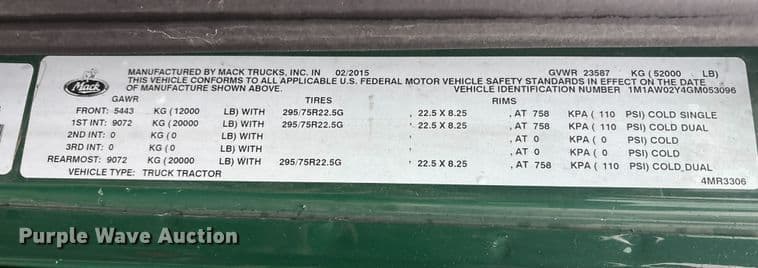 Mack
MANUFACTURED BY MACK TRUCKS, INC. IN 02/2015 GVWR 23587 KG (52000 LB)
THIS VEHICLE CONFORMS TO ALL APPLICABLE U.S. FEDERAL MOTOR VEHICLE SAFETY STANDARDS IN EFFECT ON THE DATE
OF MANUFACTURE SHOWN ABOVE. VEHICLE IDENTIFICATION NUMBER 1M1AW02Y4GM053096
GAWR TIRES RIMS
FRONT: 5443 KG (12000 LB) WITH 295/75R22.5G , 22.5 X 8.25 , AT 758 KPA ( 110 PSI) COLD SINGLE
1ST INT: 9072 KG (20000 LB) WITH 295/75R22.5G , 22.5 X 8.25 , AT 758 KPA ( 110 PSI) COLD DUAL
2ND INT: 0 KG (0 LB) WITH , , AT 0 KPA ( 0 PSI) COLD
3RD INT: 0 KG (0 LB) WITH , , AT 0 KPA ( 0 PSI) COLD
REARMOST: 9072 KG (20000 LB) WITH 295/75R22.5G , 22.5 X 8.25 , AT 758 KPA ( 110 PSI) COLD DUAL
VEHICLE TYPE: TRUCK TRACTOR 4MR3306
Purple Wave Auction